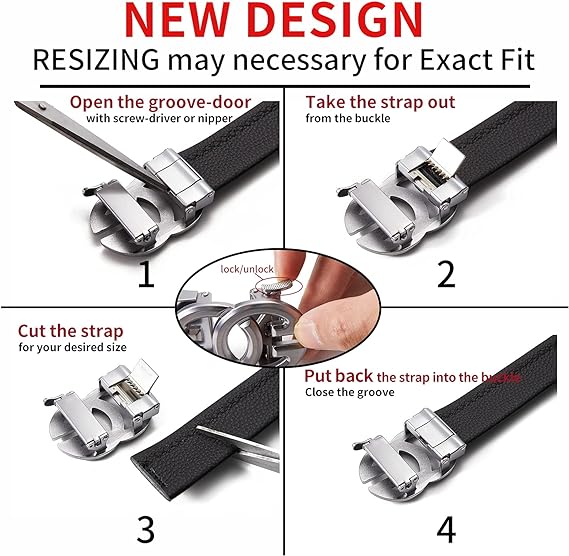 NEW DESIGN
RESIZING may necessary for Exact Fit
Open the groove-door
with screw-driver or nipper
1
Take the strap out
from the buckle
2
lock/unlock
Cut the strap
for your desired size
3
Put back the strap into the buckle
Close the groove
4